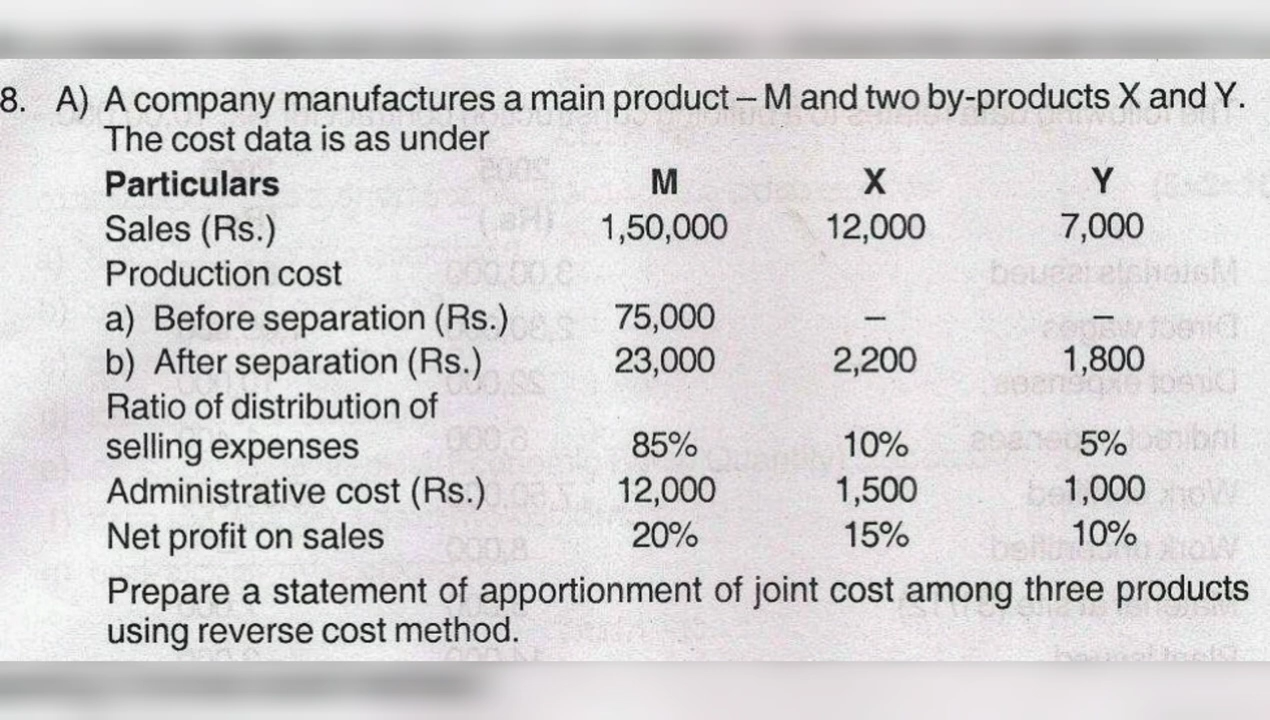 8. A) A company manufactures a main product – M and two by-products X and Y.
The cost data is as under
Particulars M X Y
Sales (Rs.) 1,50,000 12,000 7,000
Production cost
a) Before separation (Rs.) 75,000 – –
b) After separation (Rs.) 23,000 2,200 1,800
Ratio of distribution of
selling expenses 85% 10% 5%
Administrative cost (Rs.) 12,000 1,500 1,000
Net profit on sales 20% 15% 10%
Prepare a statement of apportionment of joint cost among three products
using reverse cost method.